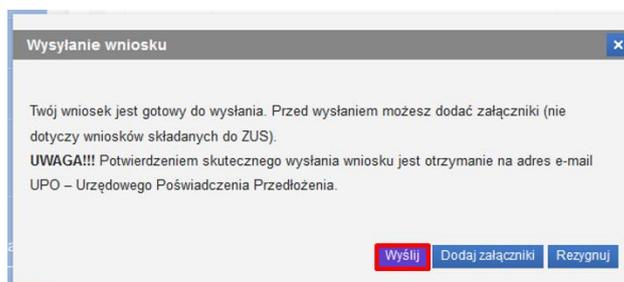 Wysyłanie wniosku
Twój wniosek jest gotowy do wysłania. Przed wysłaniem możesz dodać załączniki (nie
dotyczy wniosków składanych do ZUS).
UWAGA!!! Potwierdzeniem skutecznego wysłania wniosku jest otrzymanie na adres e-mail
UPO – Urzędowego Poświadczenia Przedłożenia.
Wyślij Dodaj załączniki Rezygnuj